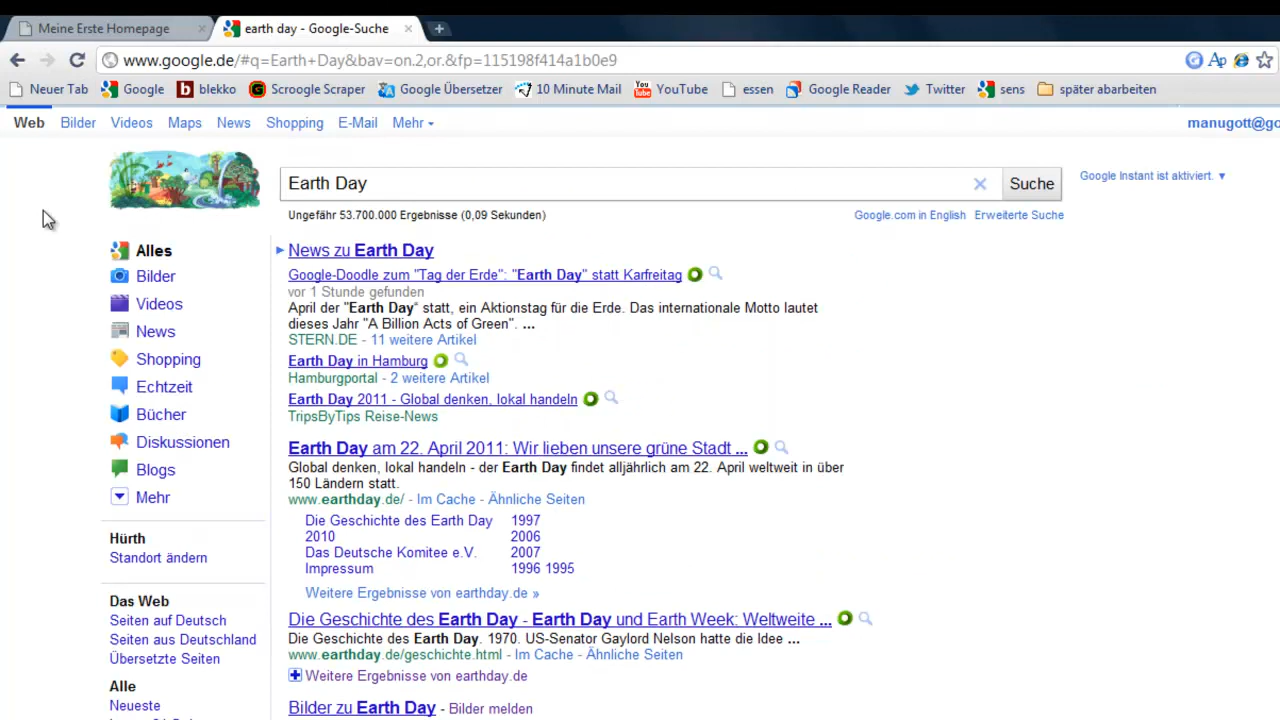 Meine Erste Homepage
earth day - Google-Suche
www.google.de/#q=Earth+Day&bav=on.2,or.&fp=115198f414a1b0e9
Neuer Tab Google blekko Scroogle Scraper Google Übersetzer 10 Minute Mail YouTube essen Google Reader Twitter sens später abarbeiten
Web Bilder Videos Maps News Shopping E-Mail Mehr
manugott@go
Earth Day
Suche
Google Instant ist aktiviert. ▼
Ungefähr 53.700.000 Ergebnisse (0,09 Sekunden)
Google.com in English Erweiterte Suche
Alles
Bilder
Videos
News
Shopping
Echtzeit
Bücher
Diskussionen
Blogs
Mehr
Hürth
Standort ändern
Das Web
Seiten auf Deutsch
Seiten aus Deutschland
Übersetzte Seiten
Alle
Neueste
News zu Earth Day
Google-Doodle zum "Tag der Erde": "Earth Day" statt Karfreitag
vor 1 Stunde gefunden
April der "Earth Day“ statt, ein Aktionstag für die Erde. Das internationale Motto lautet
dieses Jahr "A Billion Acts of Green". ...
STERN.DE - 11 weitere Artikel
Earth Day in Hamburg
Hamburgportal - 2 weitere Artikel
Earth Day 2011 - Global denken, lokal handeln
TripsByTips Reise-News
Earth Day am 22. April 2011: Wir lieben unsere grüne Stadt ...
Global denken, lokal handeln - der Earth Day findet alljährlich am 22. April weltweit in über
150 Ländern statt.
www.earthday.de/ - Im Cache - Ähnliche Seiten
Die Geschichte des Earth Day 1997
2010 2006
Das Deutsche Komitee e.V. 2007
Impressum 1996 1995
Weitere Ergebnisse von earthday.de »
Die Geschichte des Earth Day - Earth Day und Earth Week: Weltweite ...
Die Geschichte des Earth Day. 1970. US-Senator Gaylord Nelson hatte die Idee ...
www.earthday.de/geschichte.html - Im Cache - Ähnliche Seiten
Weitere Ergebnisse von earthday.de
Bilder zu Earth Day - Bilder melden